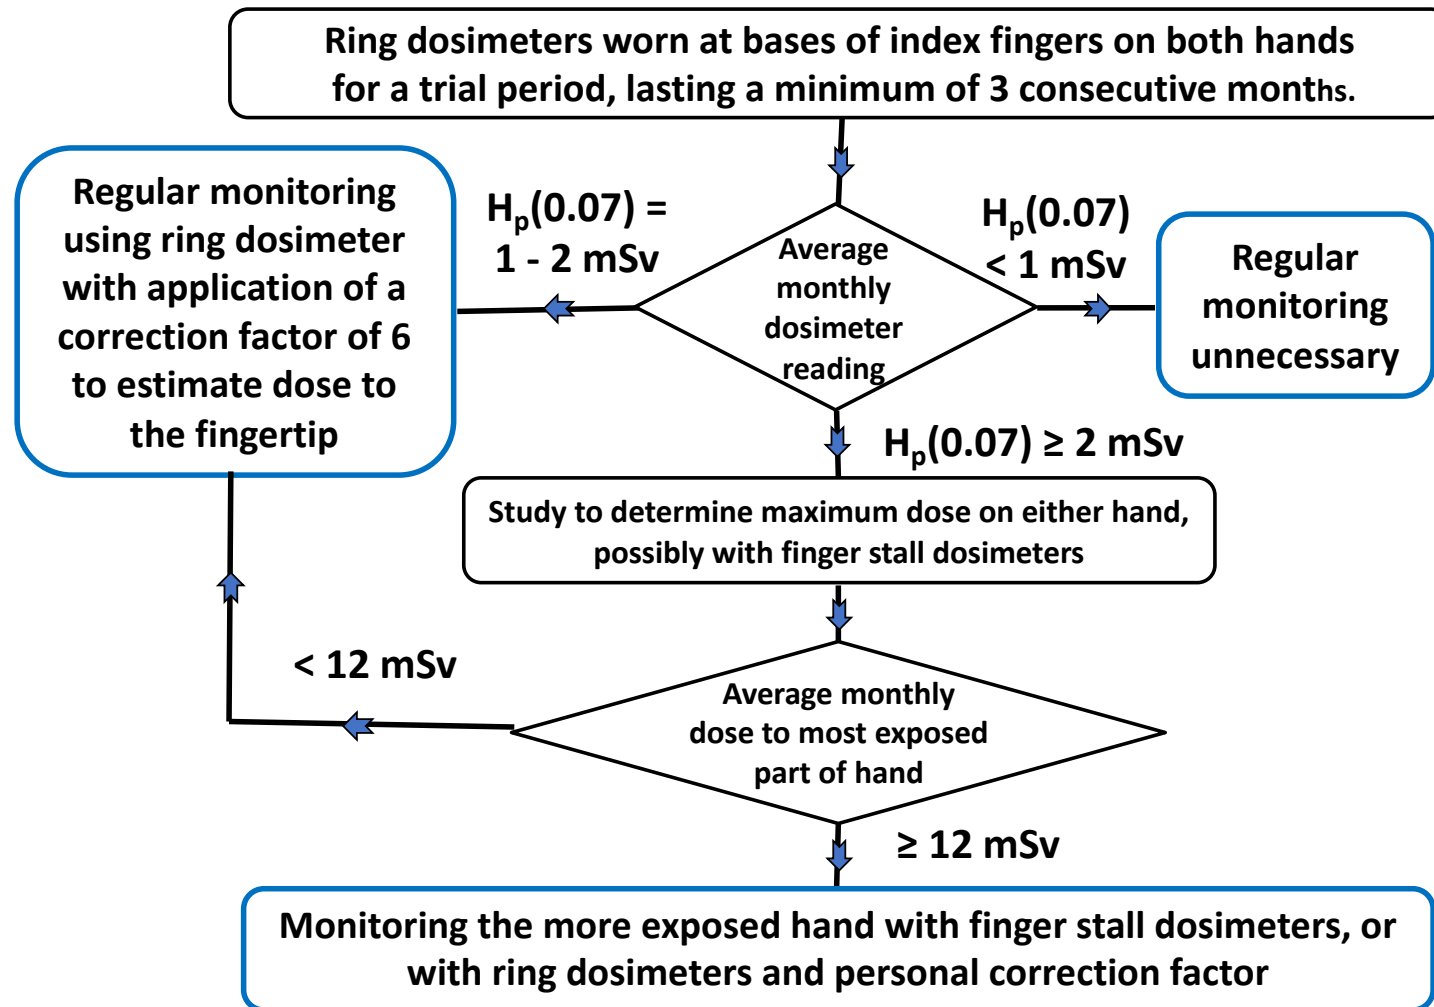 Ring dosimeters worn at bases of index fingers on both hands
for a trial period, lasting a minimum of 3 consecutive months.
Regular monitoring
using ring dosimeter
with application of a
correction factor of 6
to estimate dose to
the fingertip
Hp(0.07) =
1 - 2 mSv
Average
monthly
dosimeter
reading
Hp(0.07)
< 1 mSv
Regular
monitoring
unnecessary
Hp(0.07) ≥ 2 mSv
Study to determine maximum dose on either hand,
possibly with finger stall dosimeters
< 12 mSv
Average monthly
dose to most exposed
part of hand
≥ 12 mSv
Monitoring the more exposed hand with finger stall dosimeters, or
with ring dosimeters and personal correction factor